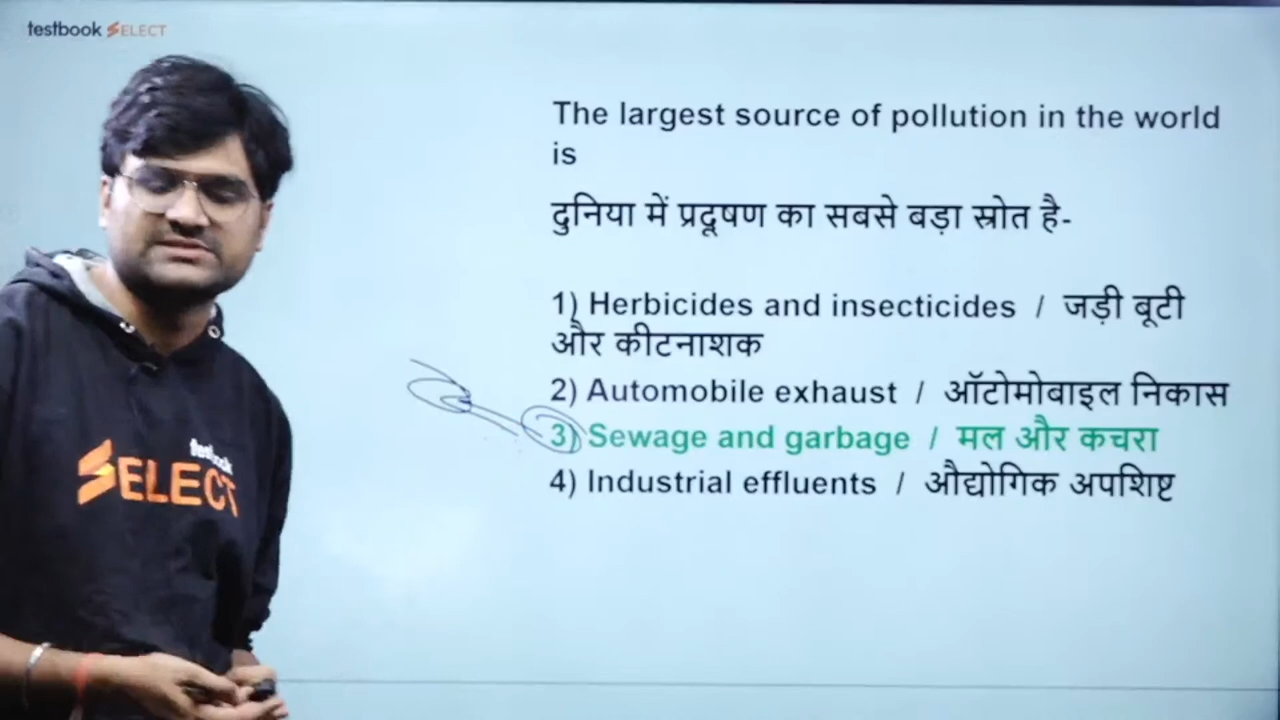 testbook SELECT
The largest source of pollution in the world
is
दुनिया में प्रदूषण का सबसे बड़ा स्रोत है-
1) Herbicides and insecticides / जड़ी बूटी
और कीटनाशक
2) Automobile exhaust / ऑटोमोबाइल निकास
3) Sewage and garbage / मल और कचरा
4) Industrial effluents / औद्योगिक अपशिष्ट
testbook
SELECT